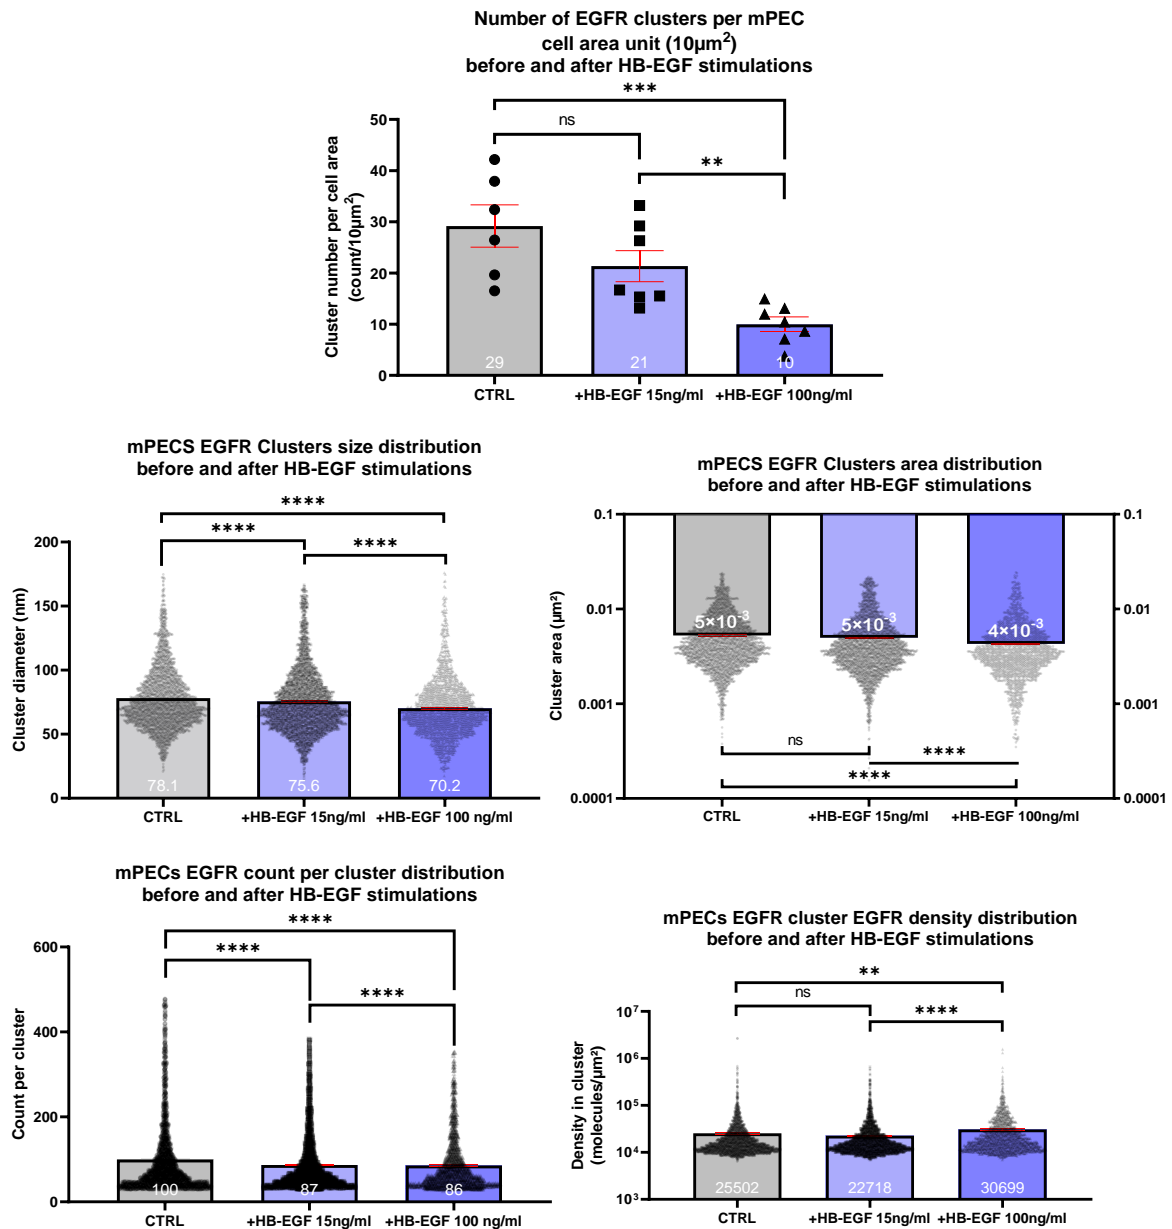 Number of EGFR clusters per mPEC
cell area unit (10µm²)
before and after HB-EGF stimulations
***
ns
**
Cluster number per cell area
(count/10µm²)
50
40
30
20
10
0
29
21
10
CTRL
+HB-EGF 15ng/ml
+HB-EGF 100ng/ml
mPECS EGFR Clusters size distribution
before and after HB-EGF stimulations
****
****
****
Cluster diameter (nm)
200
150
100
50
0
78.1
75.6
70.2
CTRL
+HB-EGF 15ng/ml
+HB-EGF 100 ng/ml
mPECS EGFR Clusters area distribution
before and after HB-EGF stimulations
Cluster area (µm²)
0.1
0.01
0.001
0.0001
0.1
0.01
0.001
0.0001
5×10⁻³
5×10⁻³
4×10⁻³
ns
****
****
CTRL
+HB-EGF 15ng/ml
+HB-EGF 100ng/ml
mPECs EGFR count per cluster distribution
before and after HB-EGF stimulations
****
****
****
Count per cluster
600
400
200
0
100
87
86
CTRL
+HB-EGF 15ng/ml
+HB-EGF 100 ng/ml
mPECs EGFR cluster EGFR density distribution
before and after HB-EGF stimulations
**
ns
****
Density in cluster
(molecules/µm²)
10⁷
10⁶
10⁵
10⁴
10³
25502
22718
30699
CTRL
+HB-EGF 15ng/ml
+HB-EGF 100ng/ml